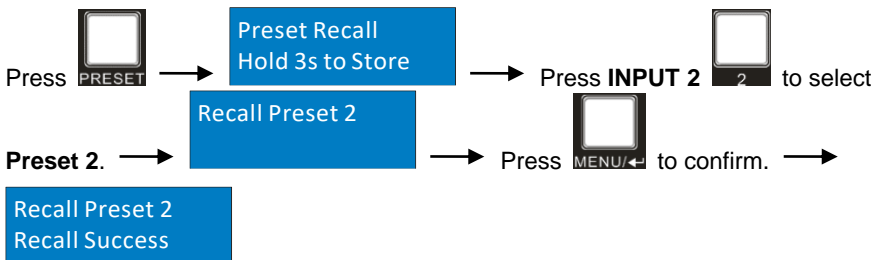 Preset Recall
Hold 3s to Store
Press PRESET Press INPUT 2 2 to select
Recall Preset 2
Preset 2. Press MENU/↵ to confirm.
Recall Preset 2
Recall Success